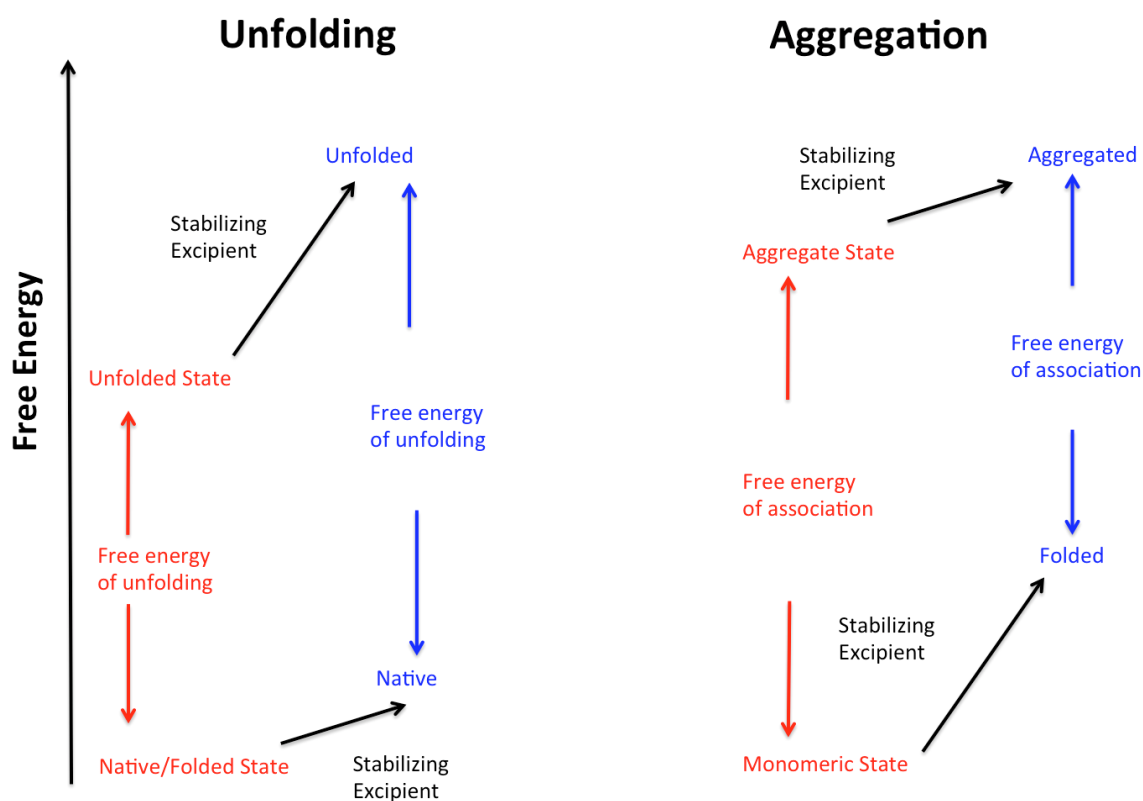 Unfolding
Free Energy
Unfolded
Stabilizing
Excipient
Unfolded State
Free energy
of unfolding
Free energy
of unfolding
Native
Native/Folded State
Stabilizing
Excipient
Aggregation
Stabilizing
Excipient
Aggregated
Aggregate State
Free energy
of association
Free energy
of association
Folded
Stabilizing
Excipient
Monomeric State